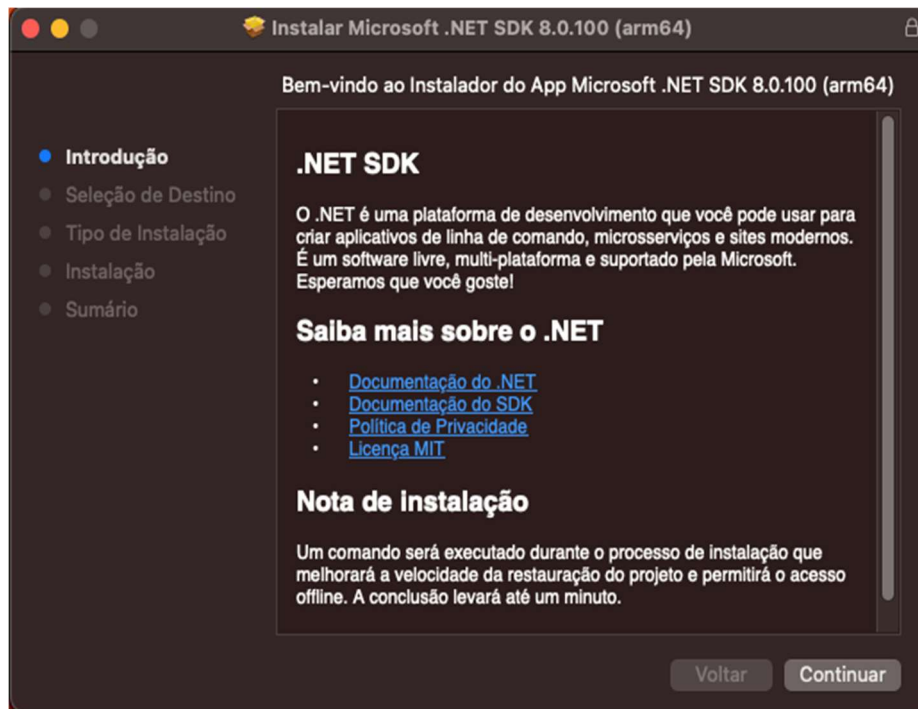 Instalar Microsoft .NET SDK 8.0.100 (arm64)
Bem-vindo ao Instalador do App Microsoft .NET SDK 8.0.100 (arm64)
Introdução
Seleção de Destino
Tipo de Instalação
Instalação
Sumário
.NET SDK
O .NET é uma plataforma de desenvolvimento que você pode usar para
criar aplicativos de linha de comando, microsserviços e sites modernos.
É um software livre, multi-plataforma e suportado pela Microsoft.
Esperamos que você goste!
Saiba mais sobre o .NET
• Documentação do .NET
• Documentação do SDK
• Política de Privacidade
• Licença MIT
Nota de instalação
Um comando será executado durante o processo de instalação que
melhorará a velocidade da restauração do projeto e permitirá o acesso
offline. A conclusão levará até um minuto.
Voltar
Continuar